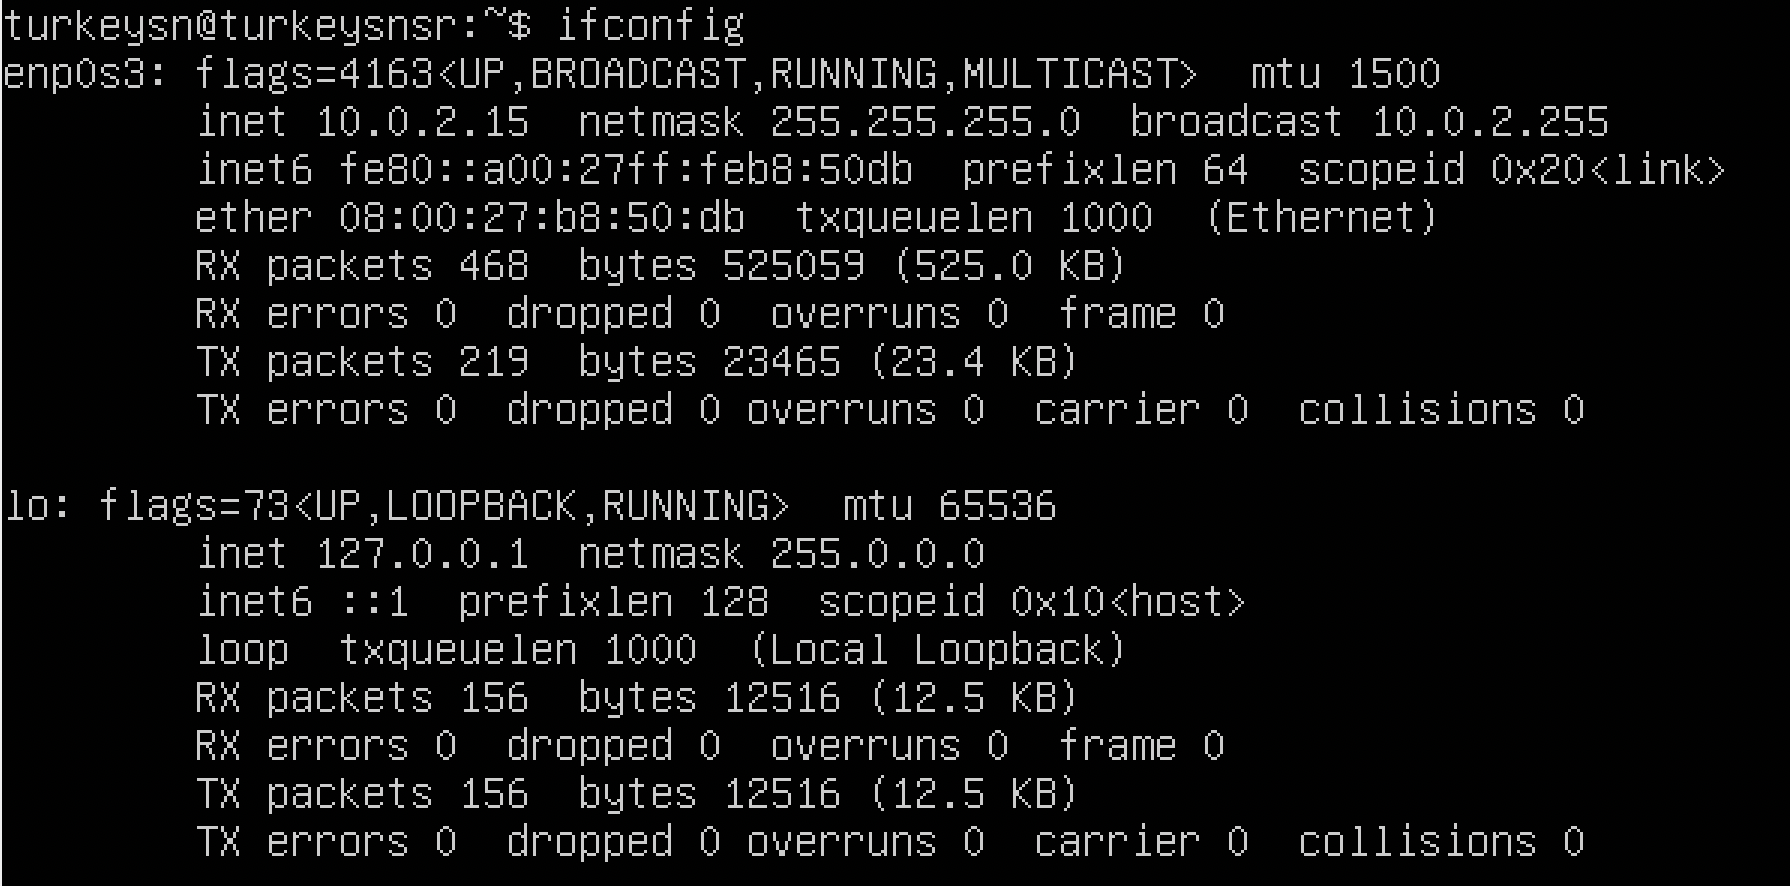 turkeysn@turkeysnsr:~$ ifconfig
enp0s3: flags=4163<UP,BROADCAST,RUNNING,MULTICAST>  mtu 1500
        inet 10.0.2.15  netmask 255.255.255.0  broadcast 10.0.2.255
        inet6 fe80::a00:27ff:feb8:50db  prefixlen 64  scopeid 0x20<link>
        ether 08:00:27:b8:50:db  txqueuelen 1000  (Ethernet)
        RX packets 468  bytes 525059 (525.0 KB)
        RX errors 0  dropped 0  overruns 0  frame 0
        TX packets 219  bytes 23465 (23.4 KB)
        TX errors 0  dropped 0 overruns 0  carrier 0  collisions 0

lo: flags=73<UP,LOOPBACK,RUNNING>  mtu 65536
        inet 127.0.0.1  netmask 255.0.0.0
        inet6 ::1  prefixlen 128  scopeid 0x10<host>
        loop  txqueuelen 1000  (Local Loopback)
        RX packets 156  bytes 12516 (12.5 KB)
        RX errors 0  dropped 0  overruns 0  frame 0
        TX packets 156  bytes 12516 (12.5 KB)
        TX errors 0  dropped 0 overruns 0  carrier 0  collisions 0